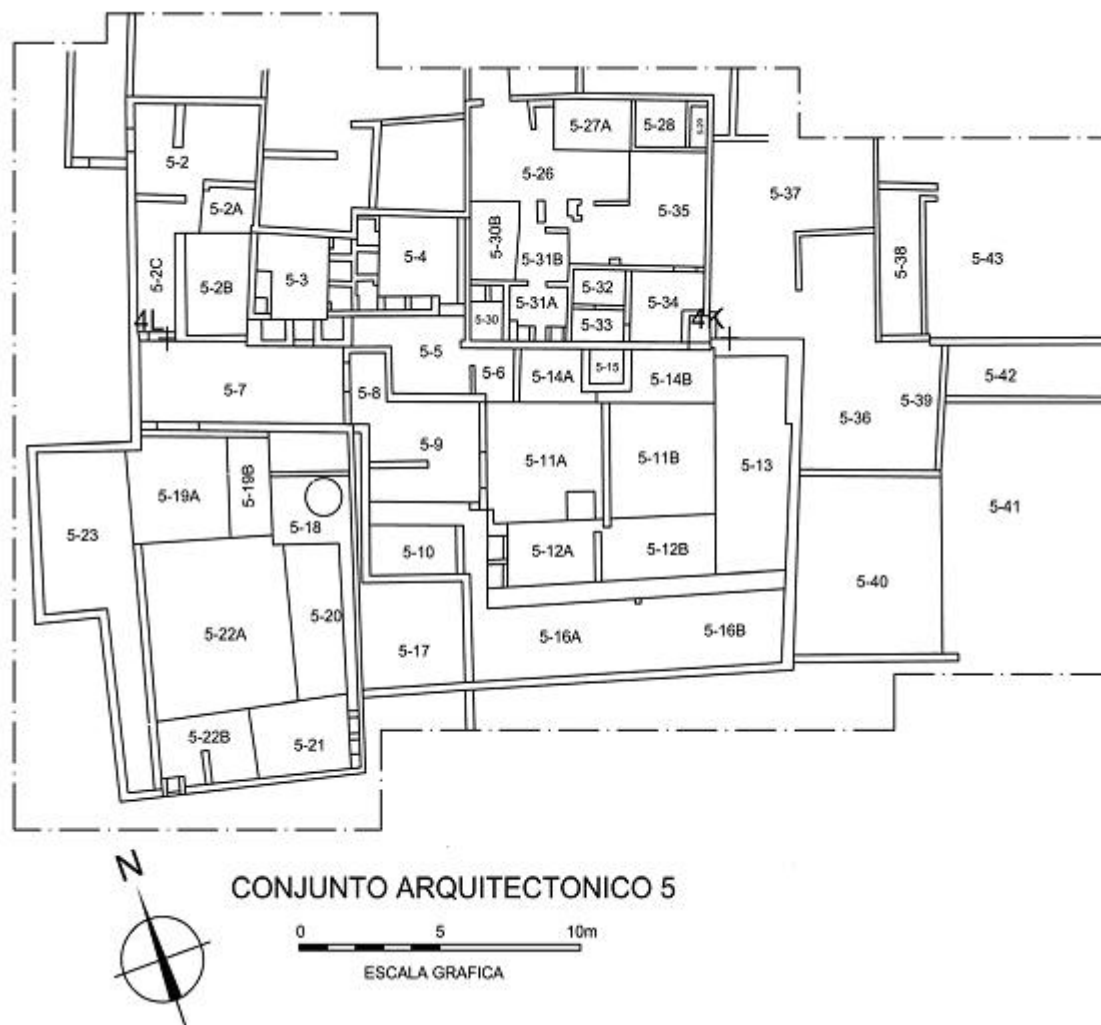 5-27A
5-28
5-29
5-2
5-26
5-37
5-2A
5-35
5-30B
5-38
5-43
5-2C
5-4
5-31B
5-3
5-2B
5-32
5-34
5-31A
4L
5-30
5-33
4K
5-5
5-6
5-14A
5-15
5-14B
5-42
5-7
5-8
5-36
5-39
5-9
5-11A
5-11B
5-13
5-19A
5-19B
5-41
5-18
5-23
5-10
5-12A
5-12B
5-40
5-20
5-22A
5-16A
5-16B
5-17
5-22B
5-21
N
CONJUNTO ARQUITECTONICO 5
0 5 10m
ESCALA GRAFICA